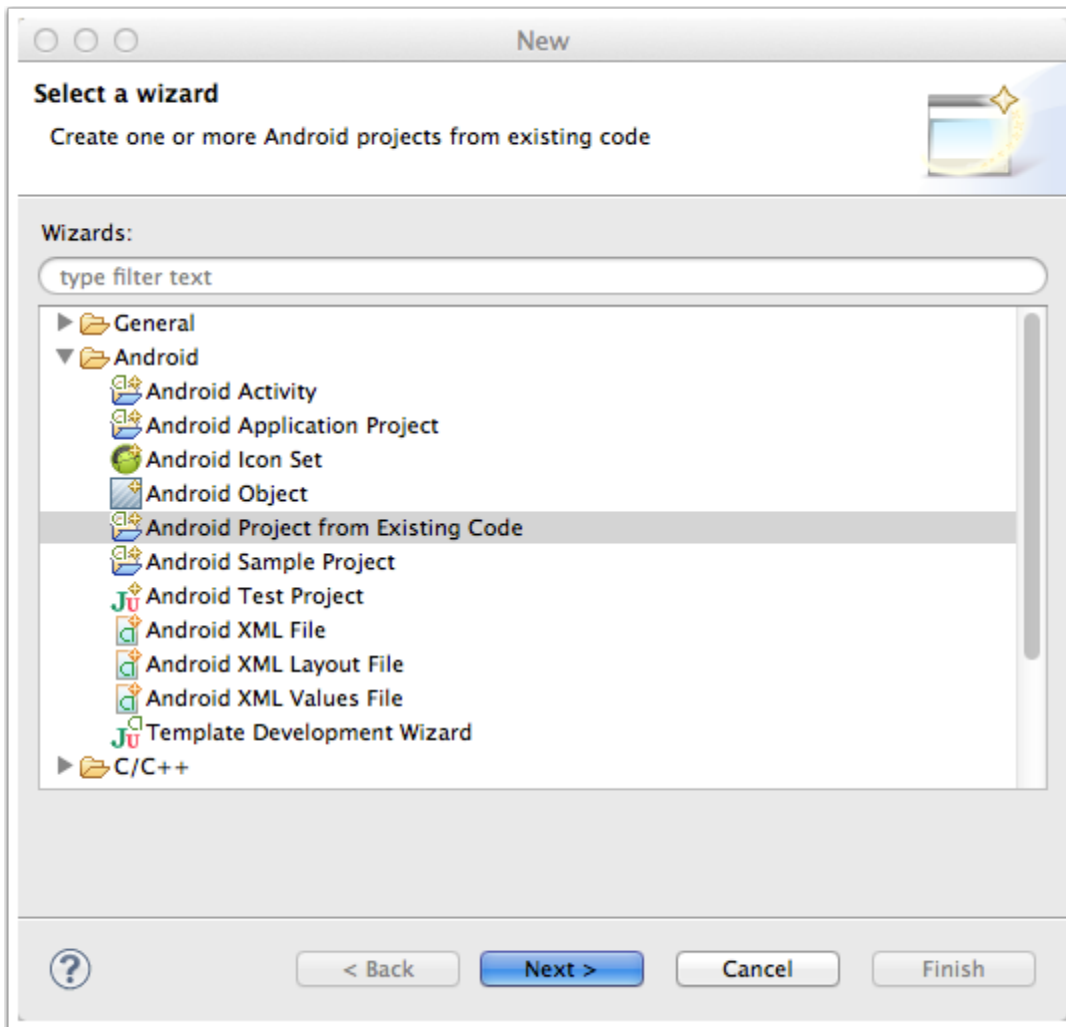 New
Select a wizard
Create one or more Android projects from existing code
Wizards:
type filter text
General
Android
Android Activity
Android Application Project
Android Icon Set
Android Object
Android Project from Existing Code
Android Sample Project
Android Test Project
Android XML File
Android XML Layout File
Android XML Values File
Template Development Wizard
C/C++
? < Back Next > Cancel Finish